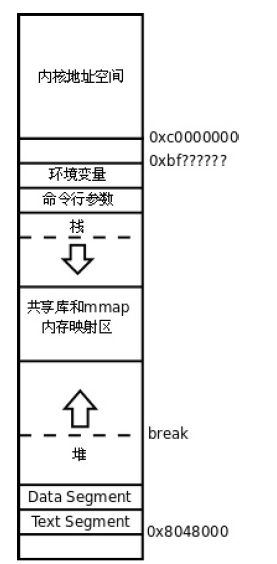 内核地址空间
0xc0000000
0xbf??????
环境变量
命令行参数
栈
共享库和mmap
内存映射区
break
堆
Data Segment
Text Segment
0x8048000